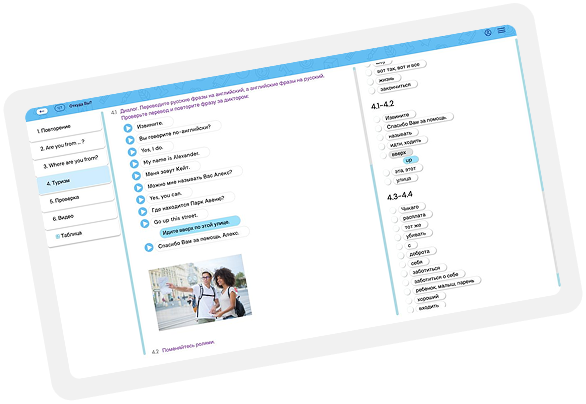 Откуда Вы?
1. Повторение
2. Are you from ... ?
3. Where are you from?
4. Туризм
5. Проверка
6. Видео
Таблица
4.1 Диалог. Переводите русские фразы на английский, а английские фразы на русский.
Проверьте перевод и повторите фразу за диктором:
Извините.
Вы говорите по-английски?
Yes, I do.
My name is Alexander.
Меня зовут Кейт.
Можно мне называть Вас Алекс?
Yes, you can.
Где находится Парк Авеню?
Go up this street.
Идите вверх по этой улице.
Спасибо Вам за помощь, Алекс.
4.2 Поменяйтесь ролями.
вот так, вот и все
жизнь
закончиться
4.1-4.2
Извините
Спасибо Вам за помощь.
называть
идти, ходить
вверх
up
эта, этот
улица
4.3-4.4
Чикаго
расплата
тот же
убивать
с
доброта
себя
заботиться
заботиться о себе
ребенок, малыш, парень
хороший
входить